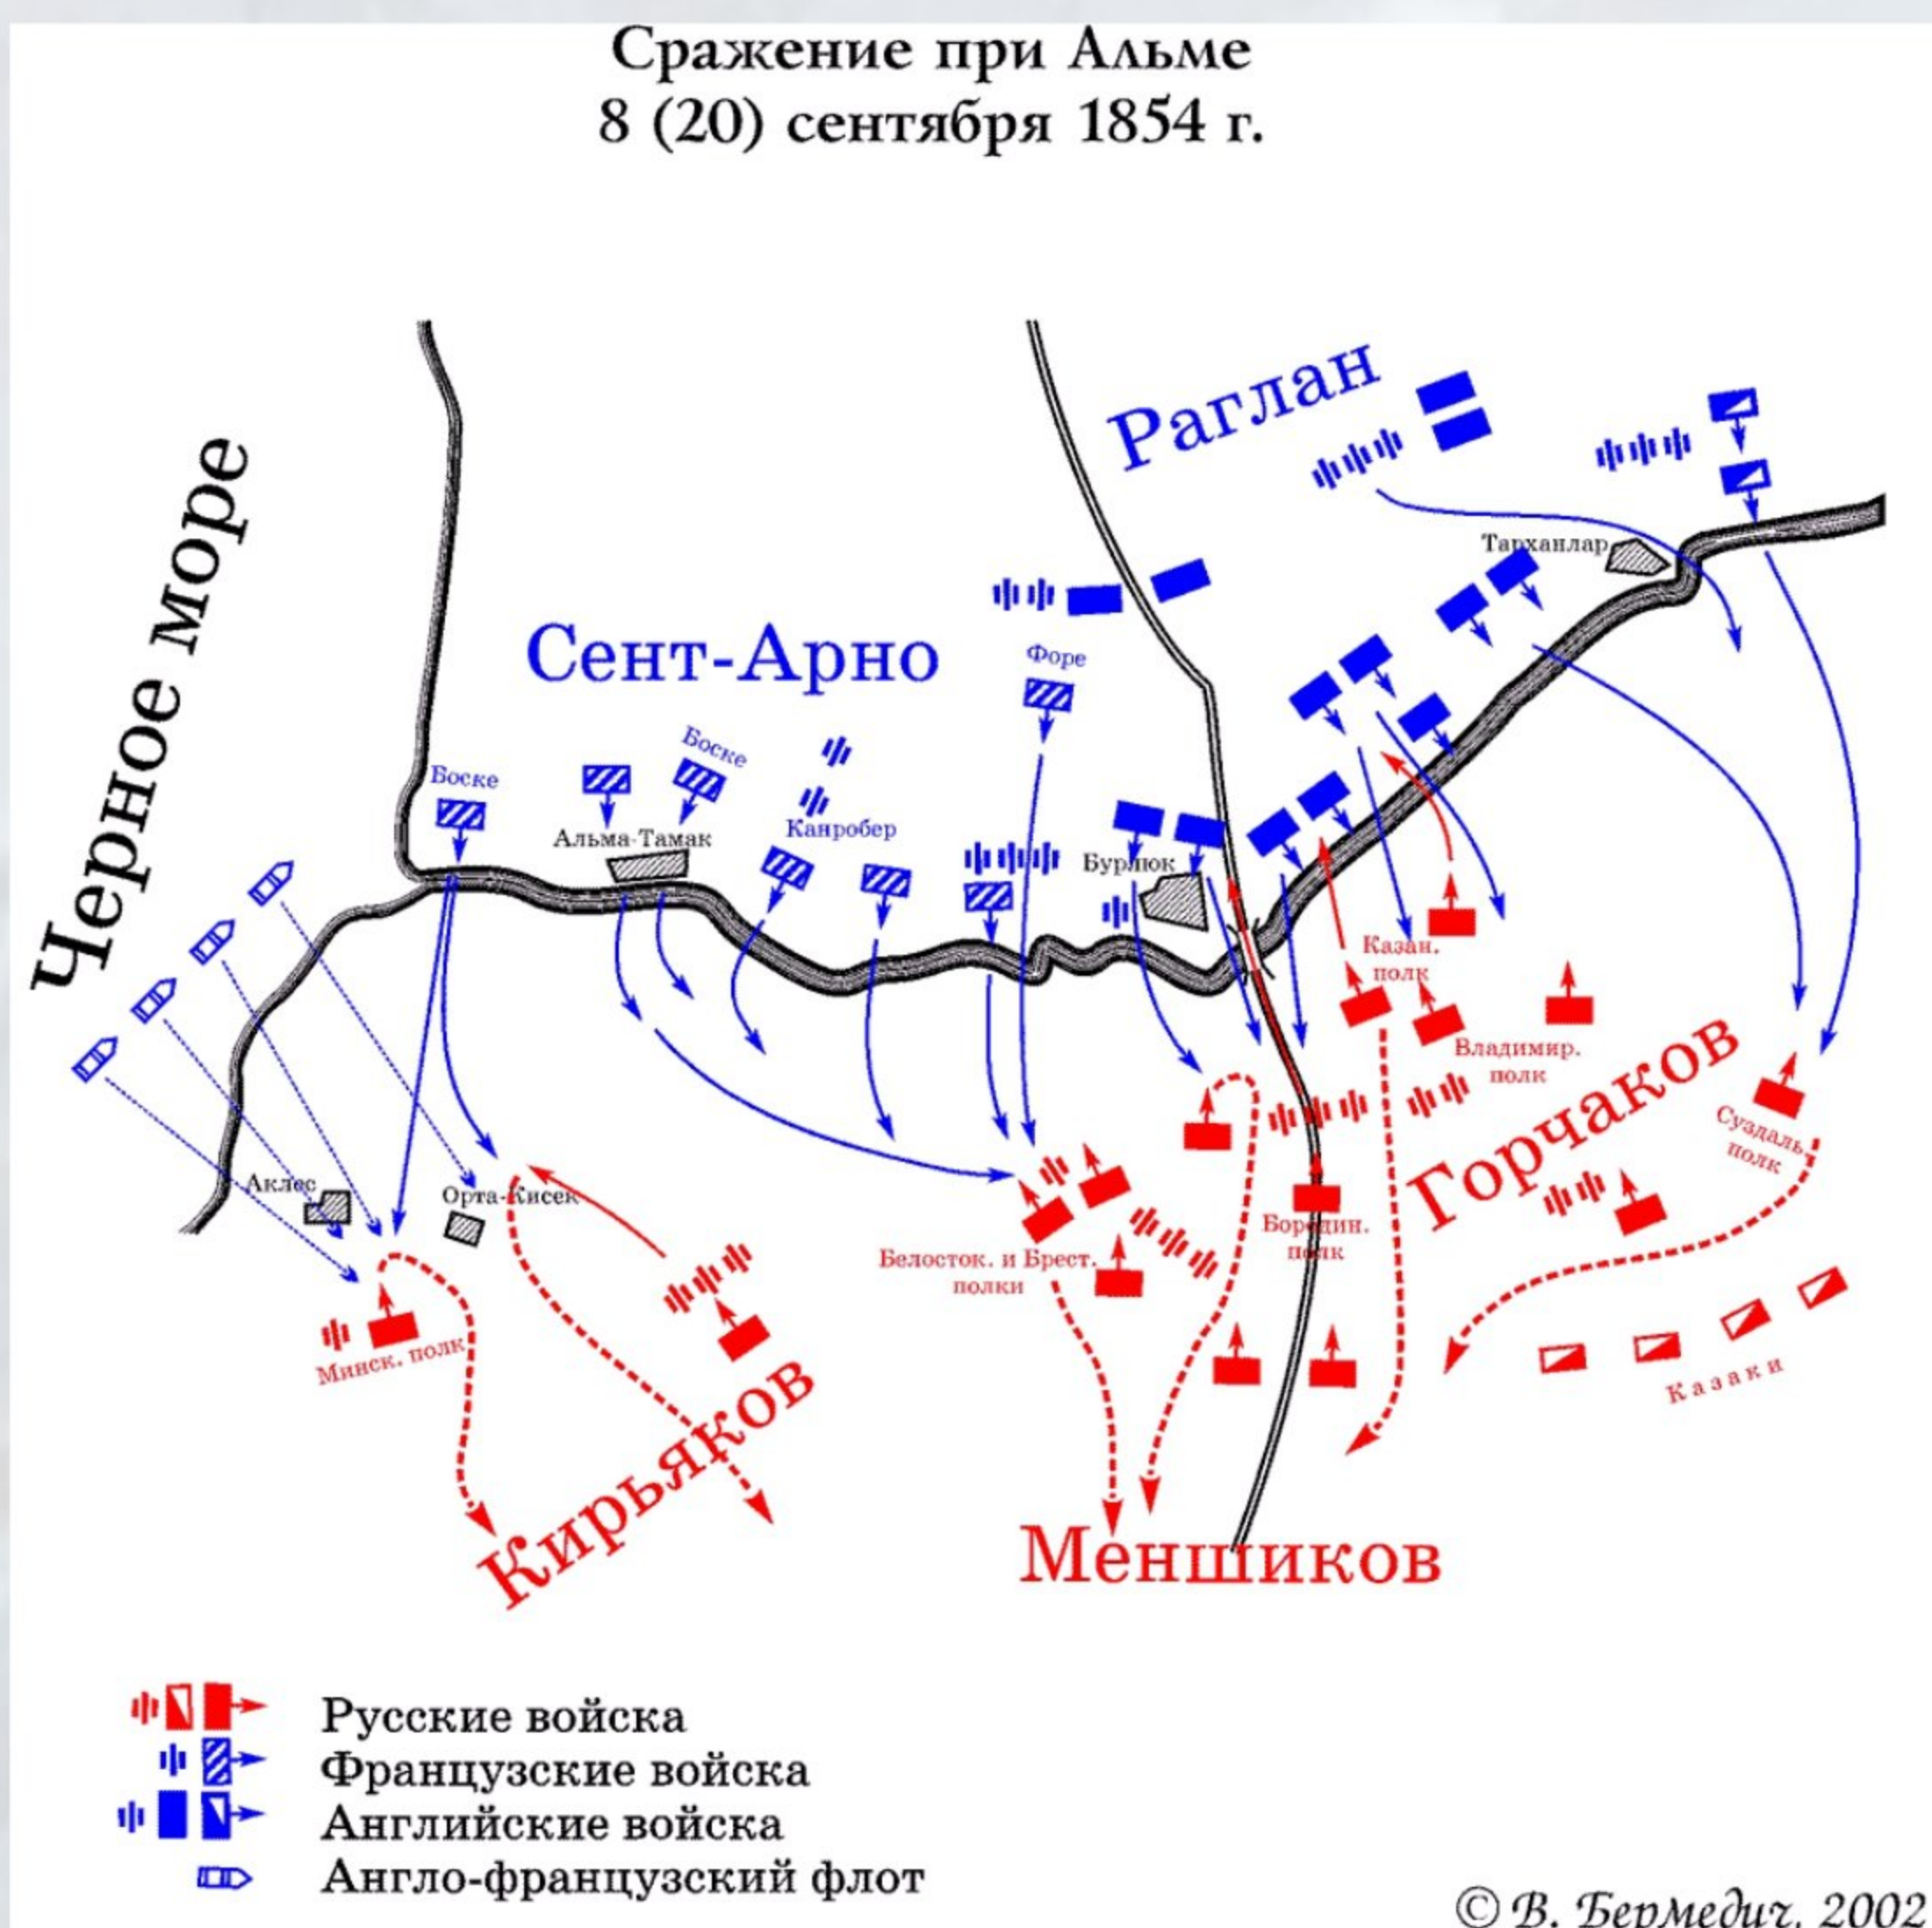 Сражение при Альме
8 (20) сентября 1854 г.
Черное море
Раглан
Тарханлар
Сент-Арно
Форе
Боске
Боске
Альма-Тамак
Канробер
Бурлюк
Казан.
полк
Владимир.
полк
Горчаков
Суздаль.
полк
Аклес
Орта-Кисек
Белосток. и Брест.
полки
Бородин.
полк
Минск. полк
Казаки
Кирьяков
Меншиков
Русские войска
Французские войска
Английские войска
Англо-французский флот
© В. Бермедич, 2002